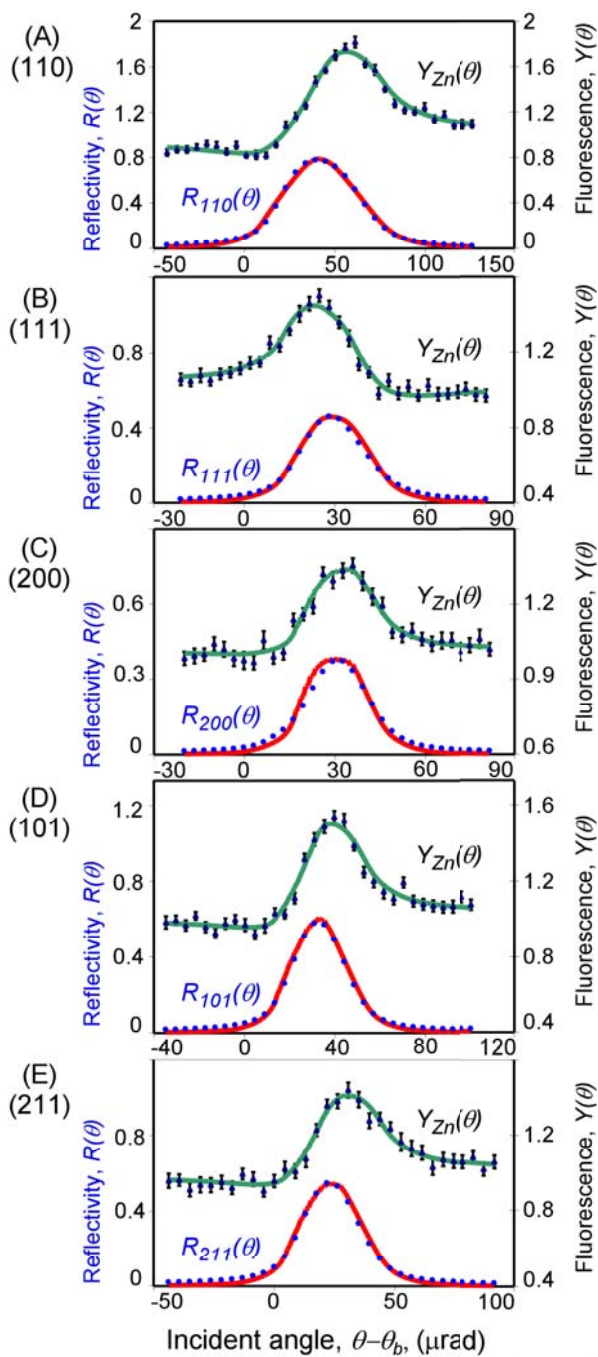 (A)
(110)
Reflectivity, R(θ)
2
1.6
1.2
0.8
0.4
0
Y_Zn(θ)
R_110(θ)
2
1.6
1.2
0.8
0.4
0
Fluorescence, Y(θ)
-50 0 50 100 150
(B)
(111)
Reflectivity, R(θ)
0.8
0.4
0
Y_Zn(θ)
R_111(θ)
1.2
0.8
0.4
Fluorescence, Y(θ)
-30 0 30 60 90
(C)
(200)
Reflectivity, R(θ)
0.6
0.3
0
Y_Zn(θ)
R_200(θ)
1.2
0.9
0.6
Fluorescence, Y(θ)
-30 0 30 60 90
(D)
(101)
Reflectivity, R(θ)
1.2
0.8
0.4
0
Y_Zn(θ)
R_101(θ)
1.6
1.2
0.8
0.4
Fluorescence, Y(θ)
-40 0 40 80 120
(E)
(211)
Reflectivity, R(θ)
0.8
0.4
0
Y_Zn(θ)
R_211(θ)
1.2
0.8
0.4
Fluorescence, Y(θ)
-50 0 50 100
Incident angle, θ–θ_b, (μrad)